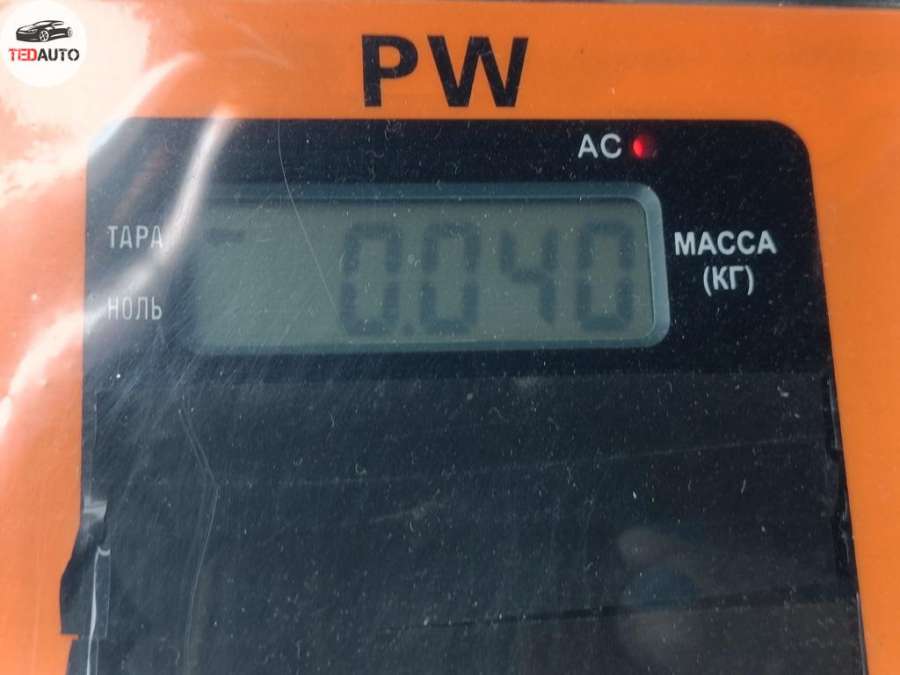 TEDAUTO
PW
AC
ТАРА
- 0.040
МАССА
(КГ)
НОЛЬ